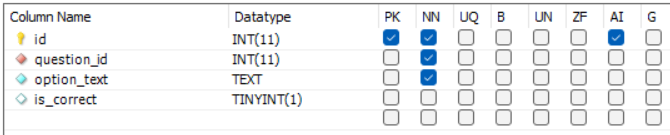 Column Name Datatype PK NN UQ B UN ZF AI G
id INT(11)
question_id INT(11)
option_text TEXT
is_correct TINYINT(1)